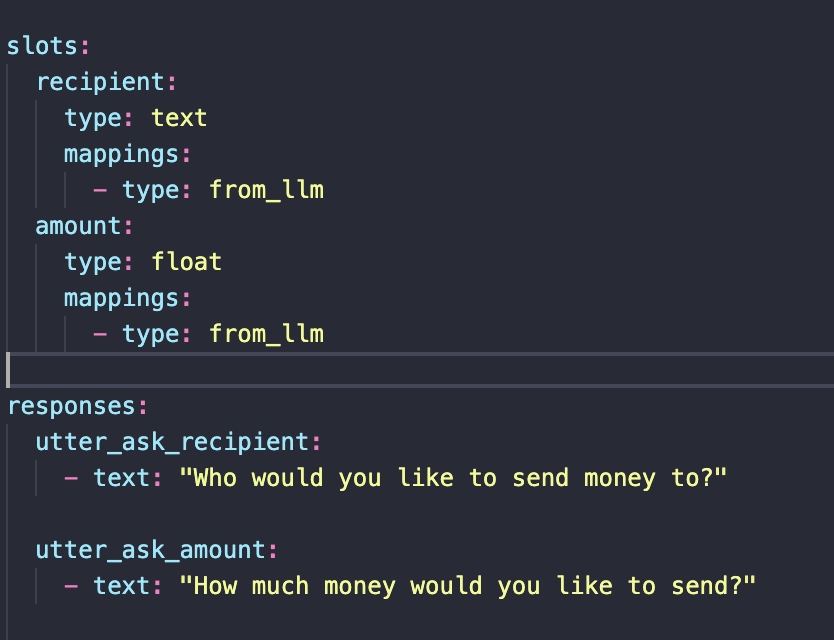 slots:
  recipient:
    type: text
    mappings:
      - type: from_llm
  amount:
    type: float
    mappings:
      - type: from_llm

responses:
  utter_ask_recipient:
    - text: "Who would you like to send money to?"

  utter_ask_amount:
    - text: "How much money would you like to send?"